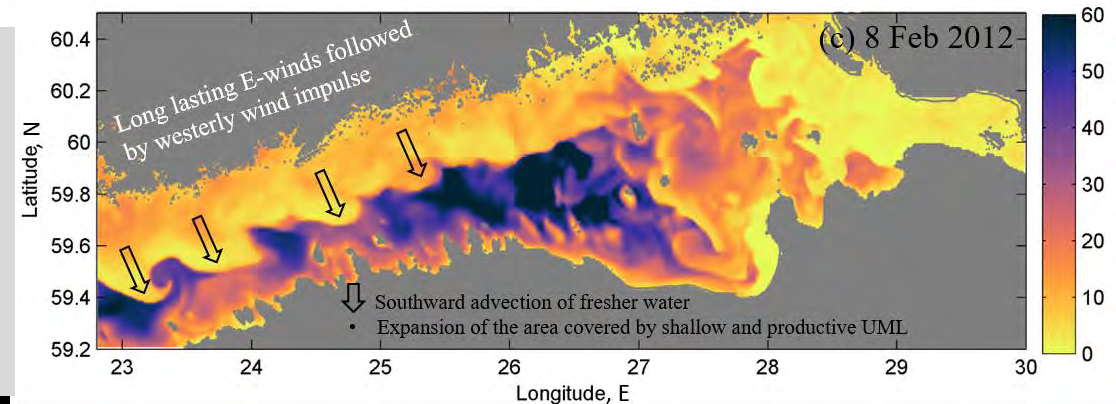 (c) 8 Feb 2012
Long lasting E-winds followed
by westerly wind impulse
Latitude, N
60.4
60.2
60
59.8
59.6
59.4
59.2
Southward advection of fresher water
• Expansion of the area covered by shallow and productive UML
23 24 25 26 27 28 29 30
Longitude, E
60
50
40
30
20
10
0